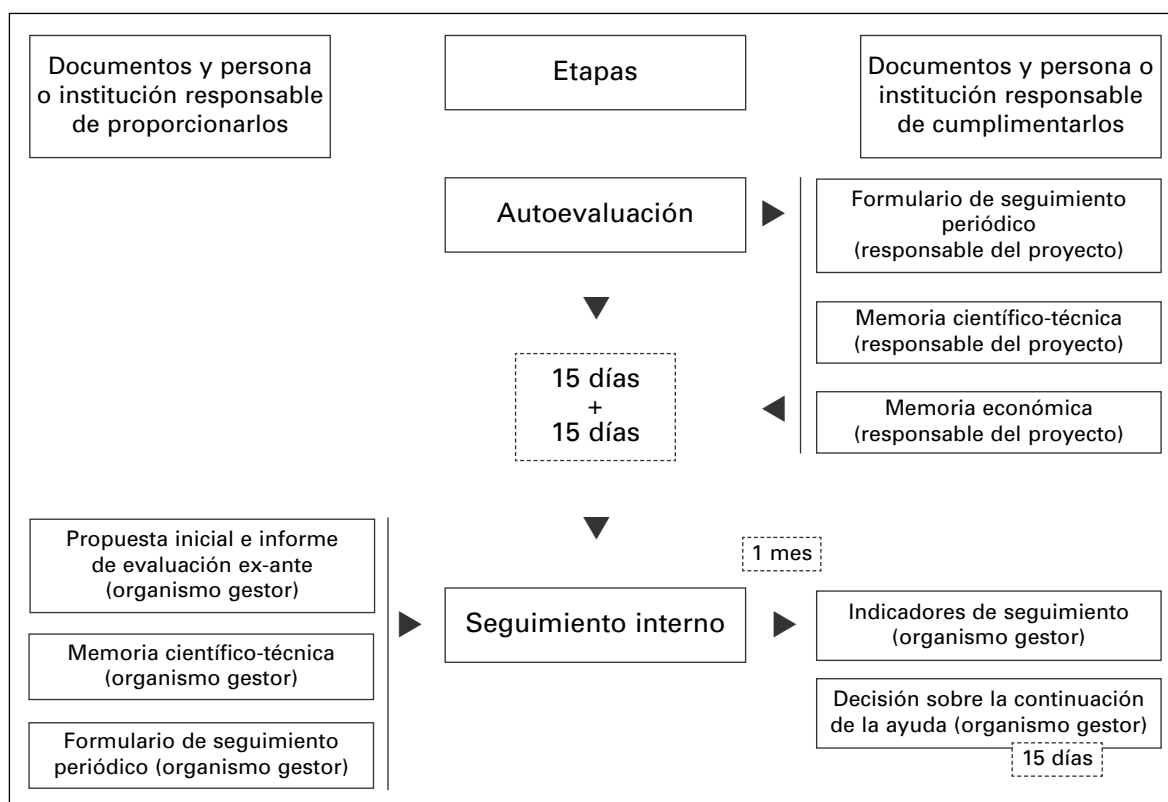 Documentos y persona
o institución responsable
de proporcionarlos
Etapas
Documentos y persona o
institución responsable
de cumplimentarlos
Autoevaluación
Formulario de seguimiento
periódico
(responsable del proyecto)
Memoria científico-técnica
(responsable del proyecto)
15 días
+
15 días
Memoria económica
(responsable del proyecto)
Propuesta inicial e informe
de evaluación ex-ante
(organismo gestor)
Memoria científico-técnica
(organismo gestor)
Formulario de seguimiento
periódico (organismo gestor)
Seguimiento interno
1 mes
Indicadores de seguimiento
(organismo gestor)
Decisión sobre la continuación
de la ayuda (organismo gestor)
15 días